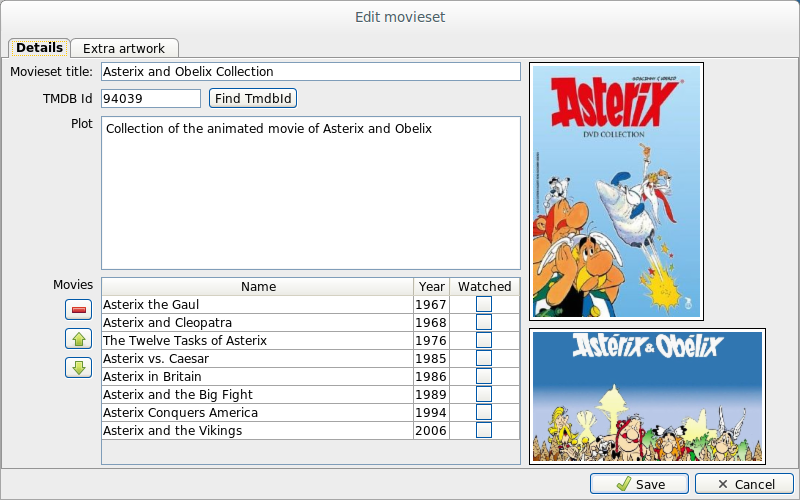 Edit movieset
Details
Extra artwork
Movieset title:
Asterix and Obelix Collection
TMDB Id
94039
Find TmdbId
Plot
Collection of the animated movie of Asterix and Obelix
Movies
Name Year Watched
Asterix the Gaul 1967
Asterix and Cleopatra 1968
The Twelve Tasks of Asterix 1976
Asterix vs. Caesar 1985
Asterix in Britain 1986
Asterix and the Big Fight 1989
Asterix Conquers America 1994
Asterix and the Vikings 2006
Asterix
DVD COLLECTION
Astérix & Obélix
Save
Cancel